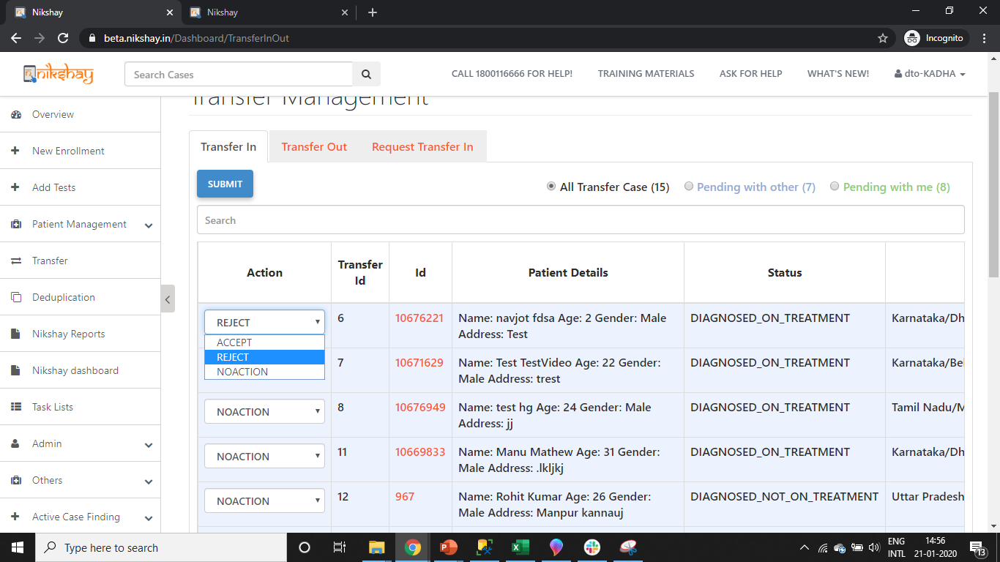 Nikshay
Nikshay
beta.nikshay.in/Dashboard/TransferInOut
Incognito
nikshay
Search Cases
CALL 1800116666 FOR HELP!
TRAINING MATERIALS
ASK FOR HELP
WHAT'S NEW!
dto-KADHA
Transfer Management
Overview
New Enrollment
Add Tests
Patient Management
Transfer
Deduplication
Nikshay Reports
Nikshay dashboard
Task Lists
Admin
Others
Active Case Finding
Transfer In
Transfer Out
Request Transfer In
SUBMIT
All Transfer Case (15)
Pending with other (7)
Pending with me (8)
Search
Action
Transfer
Id
Id
Patient Details
Status
REJECT
ACCEPT
REJECT
NOACTION
6
10676221
Name: navjot fdsa Age: 2 Gender: Male
Address: Test
DIAGNOSED_ON_TREATMENT
Karnataka/Dh
7
10671629
Name: Test TestVideo Age: 22 Gender:
Male Address: trest
DIAGNOSED_ON_TREATMENT
Karnataka/Bel
NOACTION
8
10676949
Name: test hg Age: 24 Gender: Male
Address: jj
DIAGNOSED_ON_TREATMENT
Tamil Nadu/M
NOACTION
11
10669833
Name: Manu Mathew Age: 31 Gender:
Male Address: .lkljkj
DIAGNOSED_ON_TREATMENT
Karnataka/Dh
NOACTION
12
967
Name: Rohit Kumar Age: 26 Gender:
Male Address: Manpur kannauj
DIAGNOSED_NOT_ON_TREATMENT
Uttar Pradesh
Type here to search
ENG
INTL
14:56
21-01-2020
13